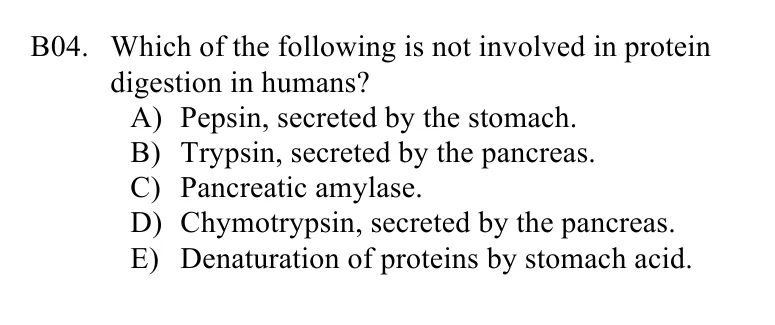 B04. Which of the following is not involved in protein
digestion in humans?
A) Pepsin, secreted by the stomach.
B) Trypsin, secreted by the pancreas.
C) Pancreatic amylase.
D) Chymotrypsin, secreted by the pancreas.
E) Denaturation of proteins by stomach acid.